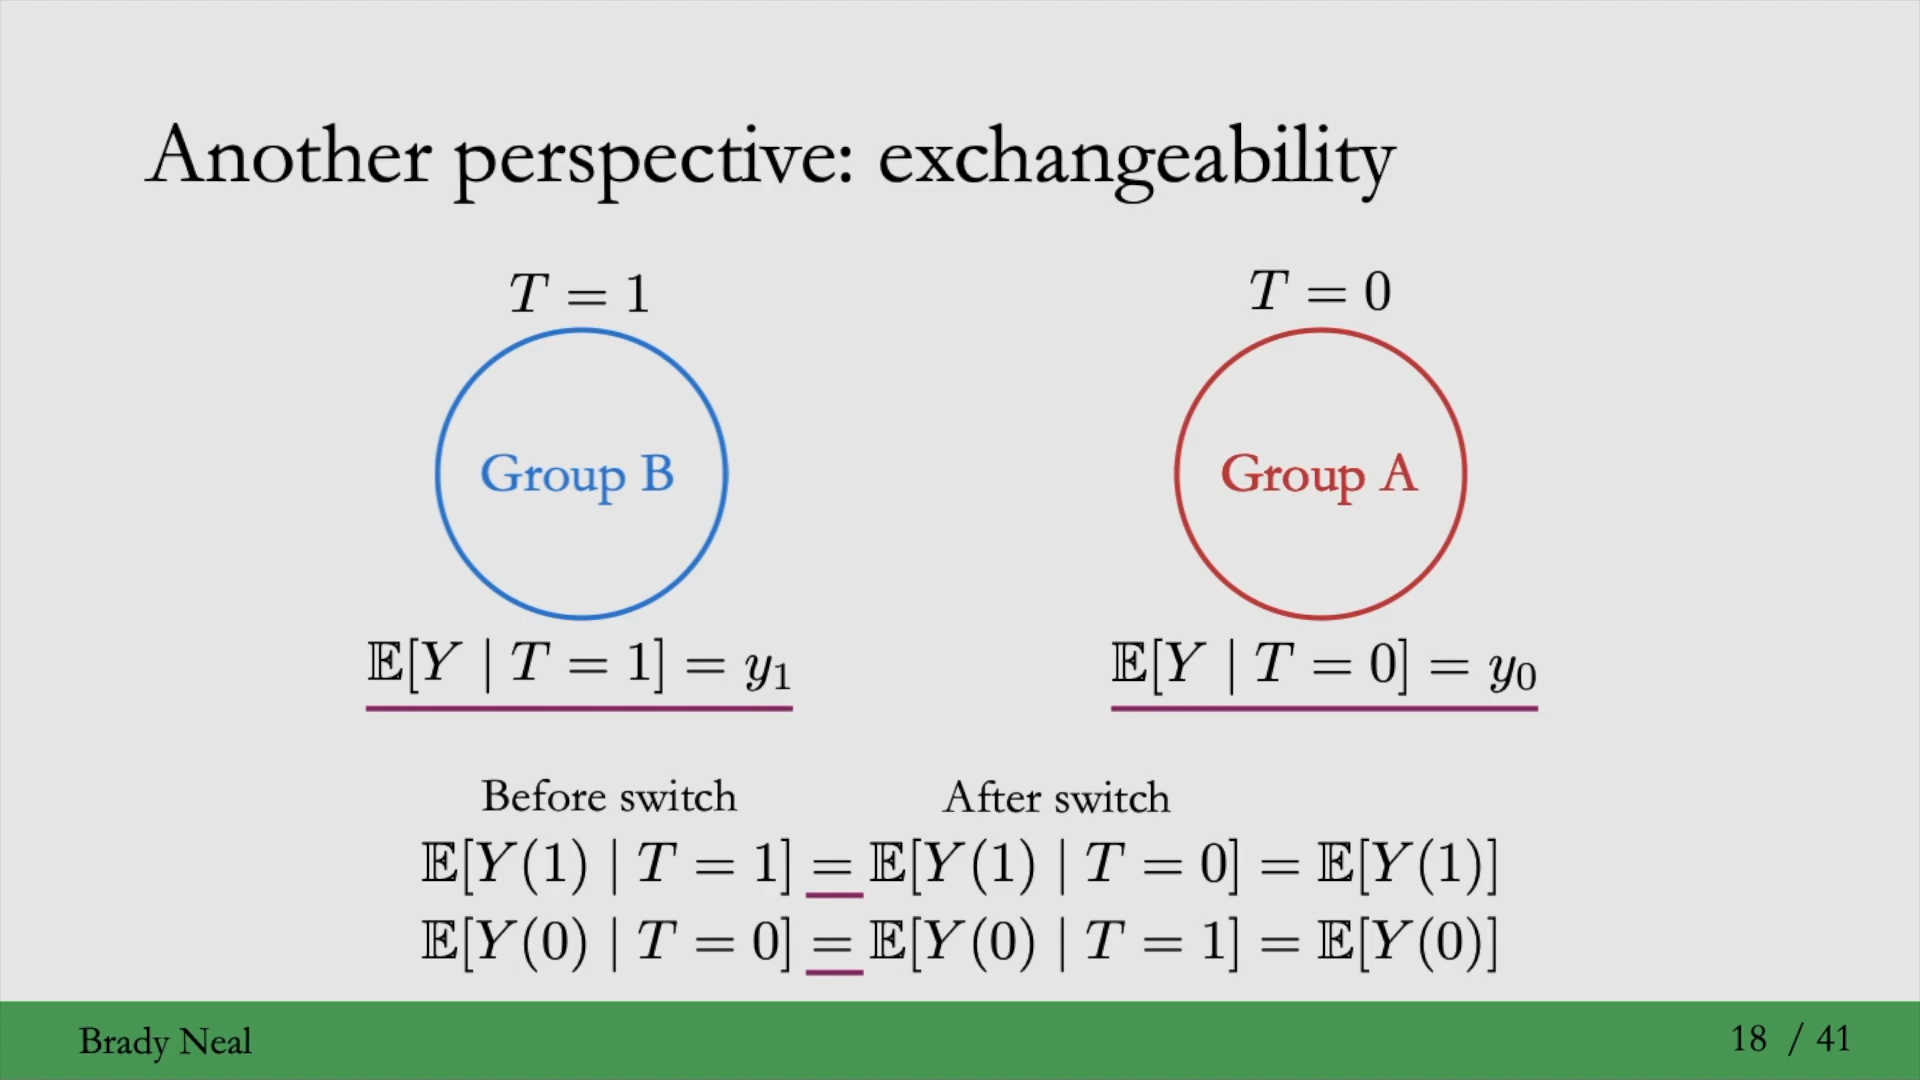 Another perspective: exchangeability
T = 1
T = 0
Group B
Group A
𝔼[Y | T = 1] = y₁
𝔼[Y | T = 0] = y₀
Before switch
After switch
𝔼[Y(1) | T = 1] = 𝔼[Y(1) | T = 0] = 𝔼[Y(1)]
𝔼[Y(0) | T = 0] = 𝔼[Y(0) | T = 1] = 𝔼[Y(0)]
Brady Neal
18 / 41